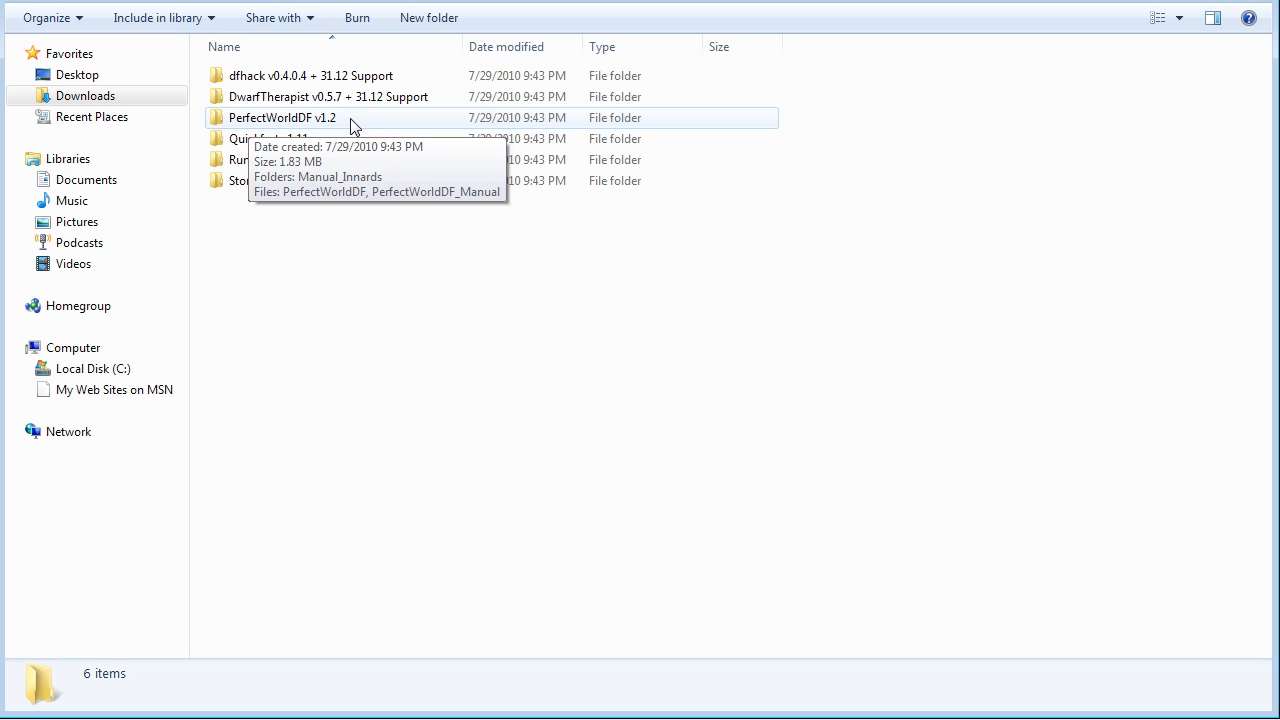 Organize Include in library Share with Burn New folder
Name Date modified Type Size
Favorites
Desktop
Downloads
Recent Places
Libraries
Documents
Music
Pictures
Podcasts
Videos
Homegroup
Computer
Local Disk (C:)
My Web Sites on MSN
Network
dfhack v0.4.0.4 + 31.12 Support 7/29/2010 9:43 PM File folder
DwarfTherapist v0.5.7 + 31.12 Support 7/29/2010 9:43 PM File folder
PerfectWorldDF v1.2 7/29/2010 9:43 PM File folder
9:43 PM File folder
Run 9:43 PM File folder
9:43 PM File folder
Date created: 7/29/2010 9:43 PM
Size: 1.83 MB
Folders: Manual_Innards
Files: PerfectWorldDF, PerfectWorldDF_Manual
6 items